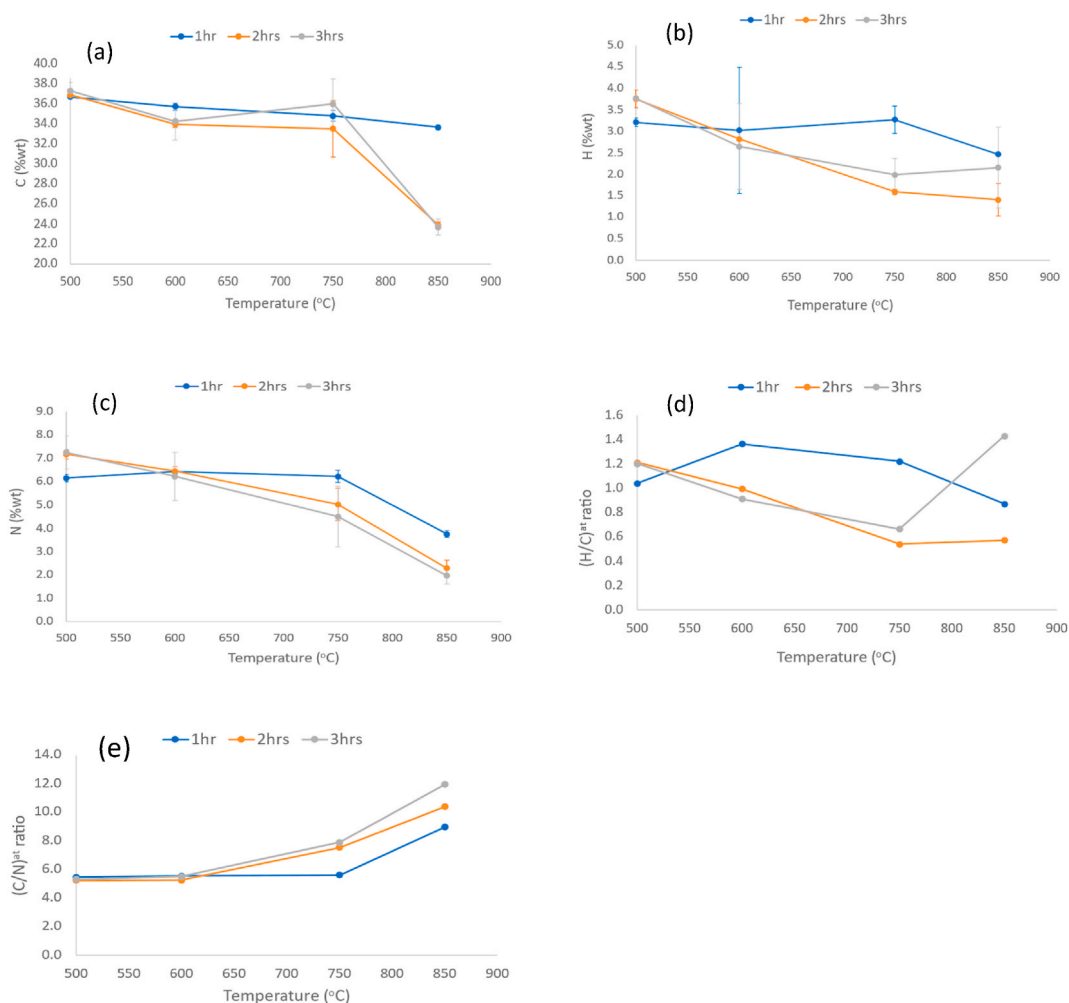 (a)
1hr 2hrs 3hrs
C (%wt)
40.0
38.0
36.0
34.0
32.0
30.0
28.0
26.0
24.0
22.0
20.0
500 550 600 650 700 750 800 850 900
Temperature (°C)
(b)
1hr 2hrs 3hrs
H (%wt)
5.0
4.5
4.0
3.5
3.0
2.5
2.0
1.5
1.0
0.5
0.0
500 550 600 650 700 750 800 850 900
Temperature (°C)
(c)
1hr 2hrs 3hrs
N (%wt)
9.0
8.0
7.0
6.0
5.0
4.0
3.0
2.0
1.0
0.0
500 550 600 650 700 750 800 850 900
Temperature (°C)
(d)
1hr 2hrs 3hrs
(H/C)at ratio
1.6
1.4
1.2
1.0
0.8
0.6
0.4
0.2
0.0
500 550 600 650 700 750 800 850 900
Temperature (°C)
(e)
1hr 2hrs 3hrs
(C/N)at ratio
14.0
12.0
10.0
8.0
6.0
4.0
2.0
0.0
500 550 600 650 700 750 800 850 900
Temperature (°C)